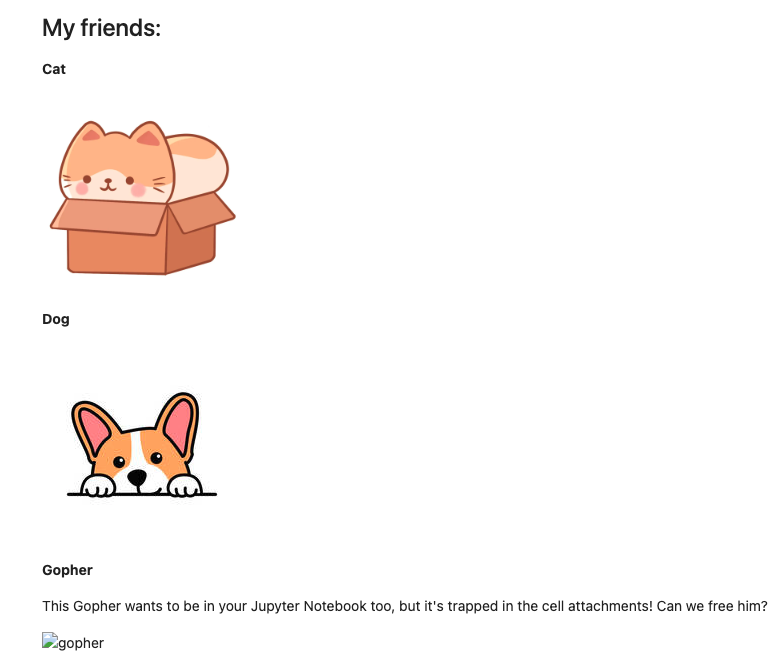 My friends:
Cat
Dog
Gopher
This Gopher wants to be in your Jupyter Notebook too, but it's trapped in the cell attachments! Can we free him?
gopher